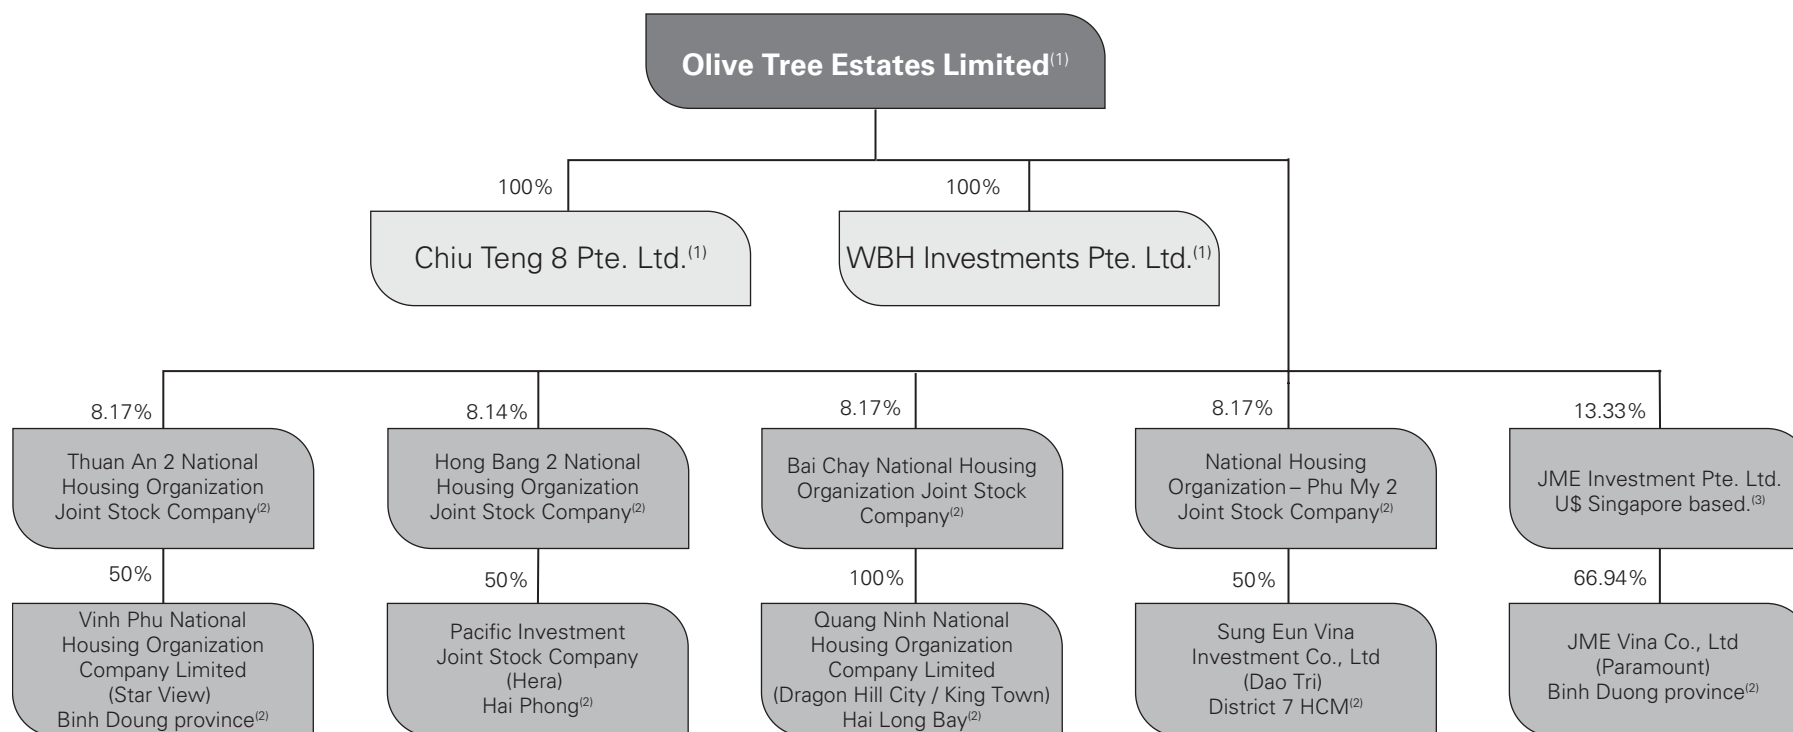 Olive Tree Estates Limited(1)
100%
100%
Chiu Teng 8 Pte. Ltd.(1)
WBH Investments Pte. Ltd.(1)
8.17%
8.14%
8.17%
8.17%
13.33%
Thuan An 2 National
Housing Organization
Joint Stock Company(2)
Hong Bang 2 National
Housing Organization
Joint Stock Company(2)
Bai Chay National Housing
Organization Joint Stock
Company(2)
National Housing
Organization – Phu My 2
Joint Stock Company(2)
JME Investment Pte. Ltd.
U$ Singapore based.(3)
50%
50%
100%
50%
66.94%
Vinh Phu National
Housing Organization
Company Limited
(Star View)
Binh Doung province(2)
Pacific Investment
Joint Stock Company
(Hera)
Hai Phong(2)
Quang Ninh National
Housing Organization
Company Limited
(Dragon Hill City / King Town)
Hai Long Bay(2)
Sung Eun Vina
Investment Co., Ltd
(Dao Tri)
District 7 HCM(2)
JME Vina Co., Ltd
(Paramount)
Binh Duong province(2)